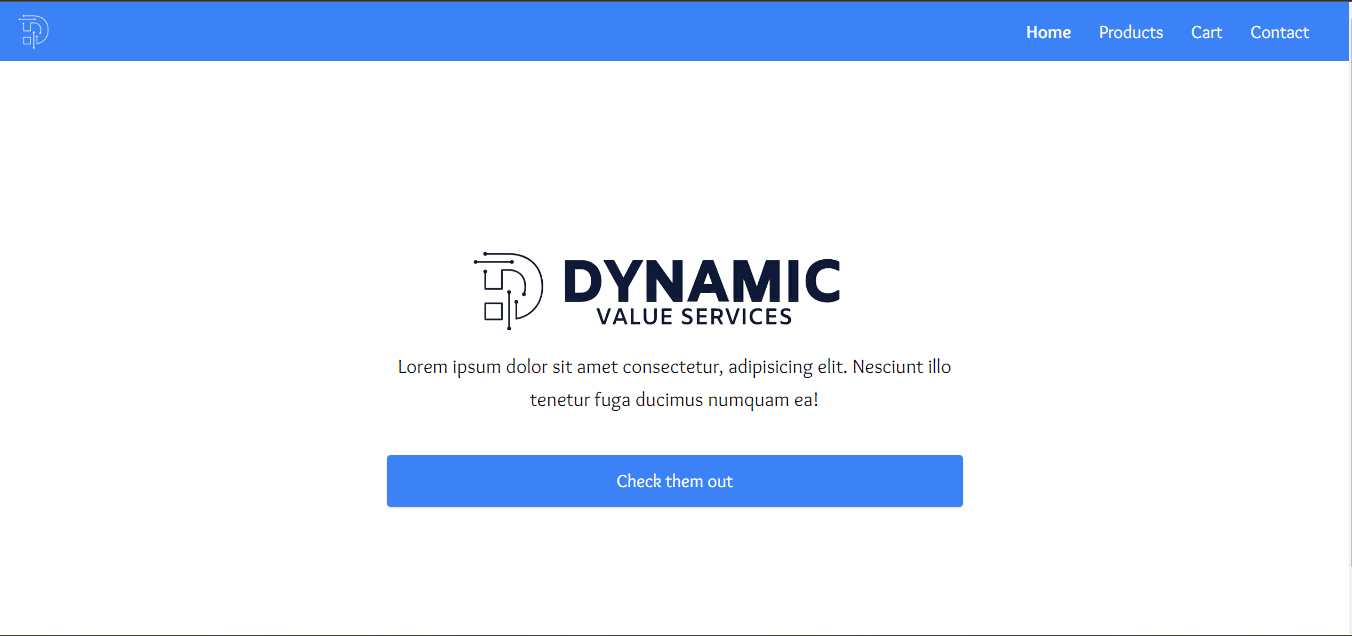 Home Products Cart Contact
DYNAMIC
VALUE SERVICES
Lorem ipsum dolor sit amet consectetur, adipisicing elit. Nesciunt illo
tenetur fuga ducimus numquam ea!
Check them out